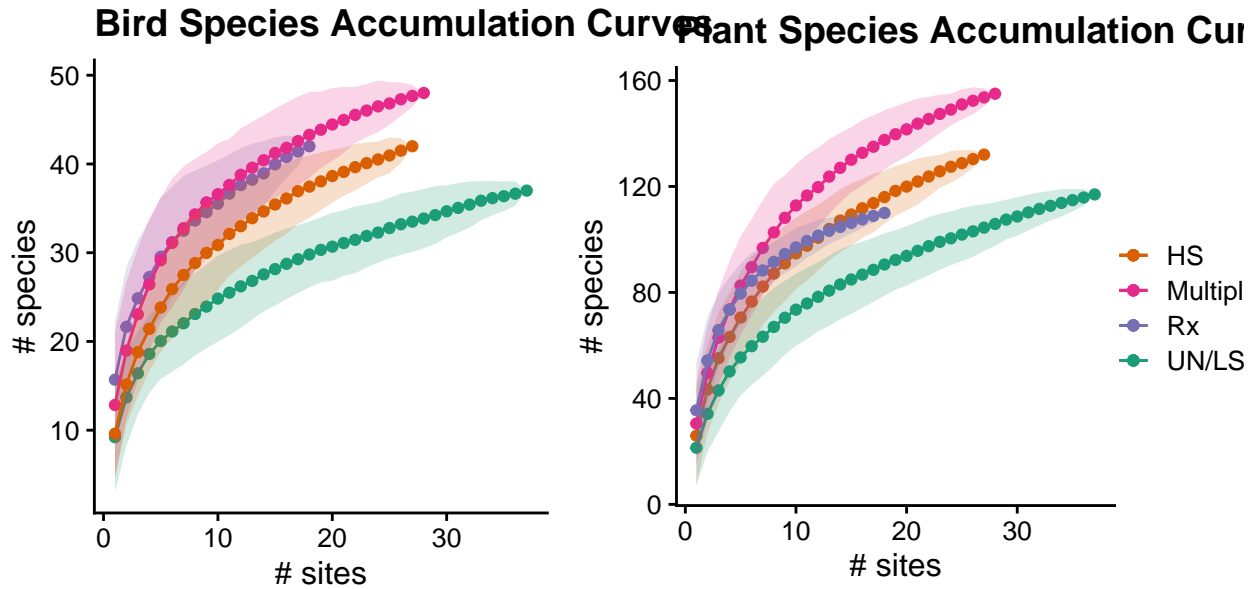 Bird Species Accumulation Curves
50
40
30
20
10
# species
0
10
20
30
# sites
Plant Species Accumulation Cur
160
120
80
40
0
# species
0
10
20
30
# sites
HS
Multipl
Rx
UN/LS